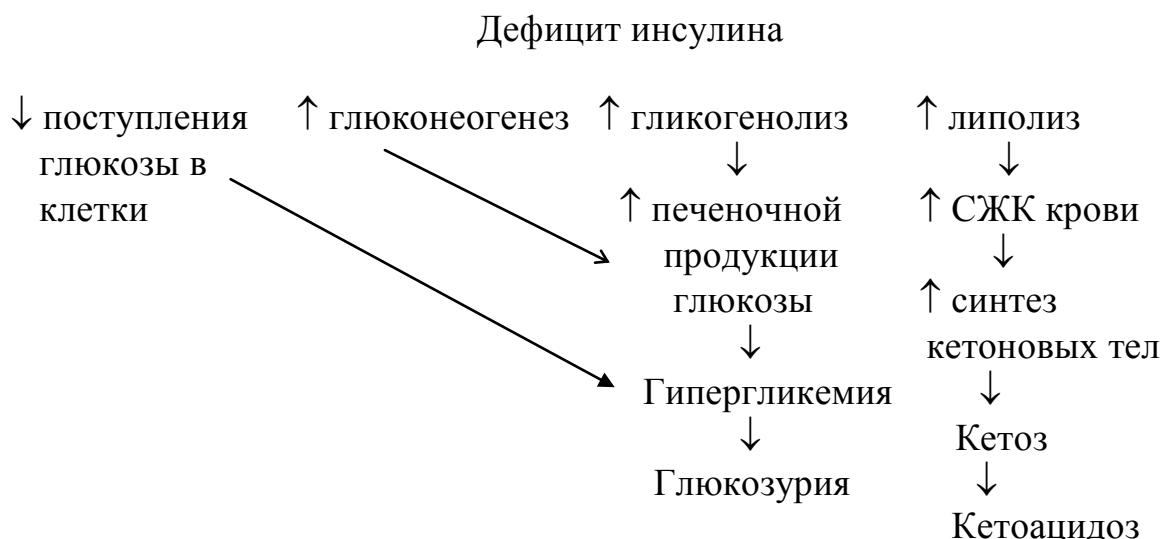 Дефицит инсулина
↓ поступления ↑ глюконеогенез ↑ гликогенолиз ↑ липолиз
глюкозы в ↓ ↓
клетки ↑ печеночной ↑ СЖК крови
продукции ↓
глюкозы ↑ синтез
↓ кетоновых тел
Гипергликемия ↓
↓ Кетоз
Глюкозурия ↓
Кетоацидоз